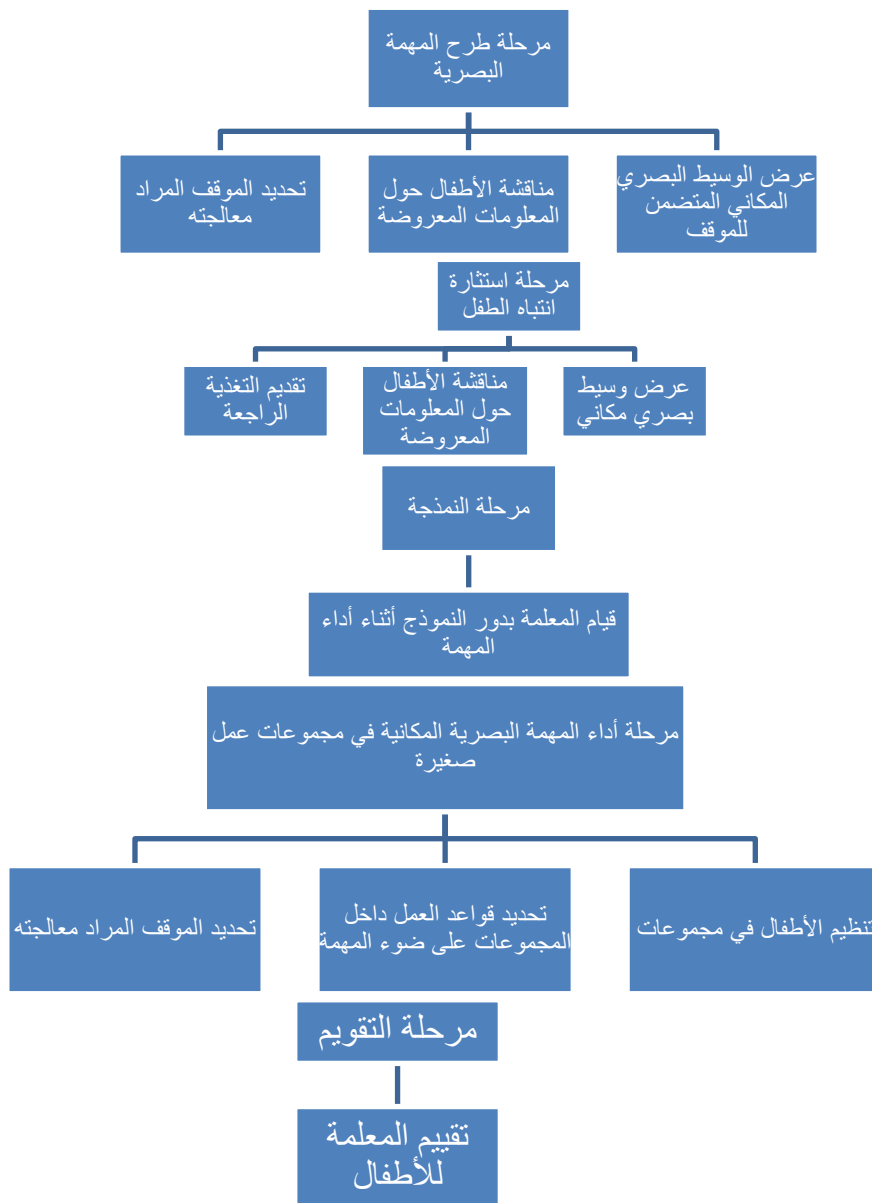 مرحلة طرح المهمة
البصرية
عرض الوسيط البصري
المكاني المتضمن
للموقف
مناقشة الأطفال حول
المعلومات المعروضة
تحديد الموقف المراد
معالجته
مرحلة استثارة
انتباه الطفل
عرض وسيط
بصري مكاني
مناقشة الأطفال
حول المعلومات
المعروضة
تقديم التغذية
الراجعة
مرحلة النمذجة
قيام المعلمة بدور النموذج أثناء أداء
المهمة
مرحلة أداء المهمة البصرية المكانية في مجموعات عمل
صغيرة
تنظيم الأطفال في مجموعات
تحديد قواعد العمل داخل
المجموعات على ضوء المهمة
تحديد الموقف المراد معالجته
مرحلة التقويم
تقييم المعلمة
للأطفال